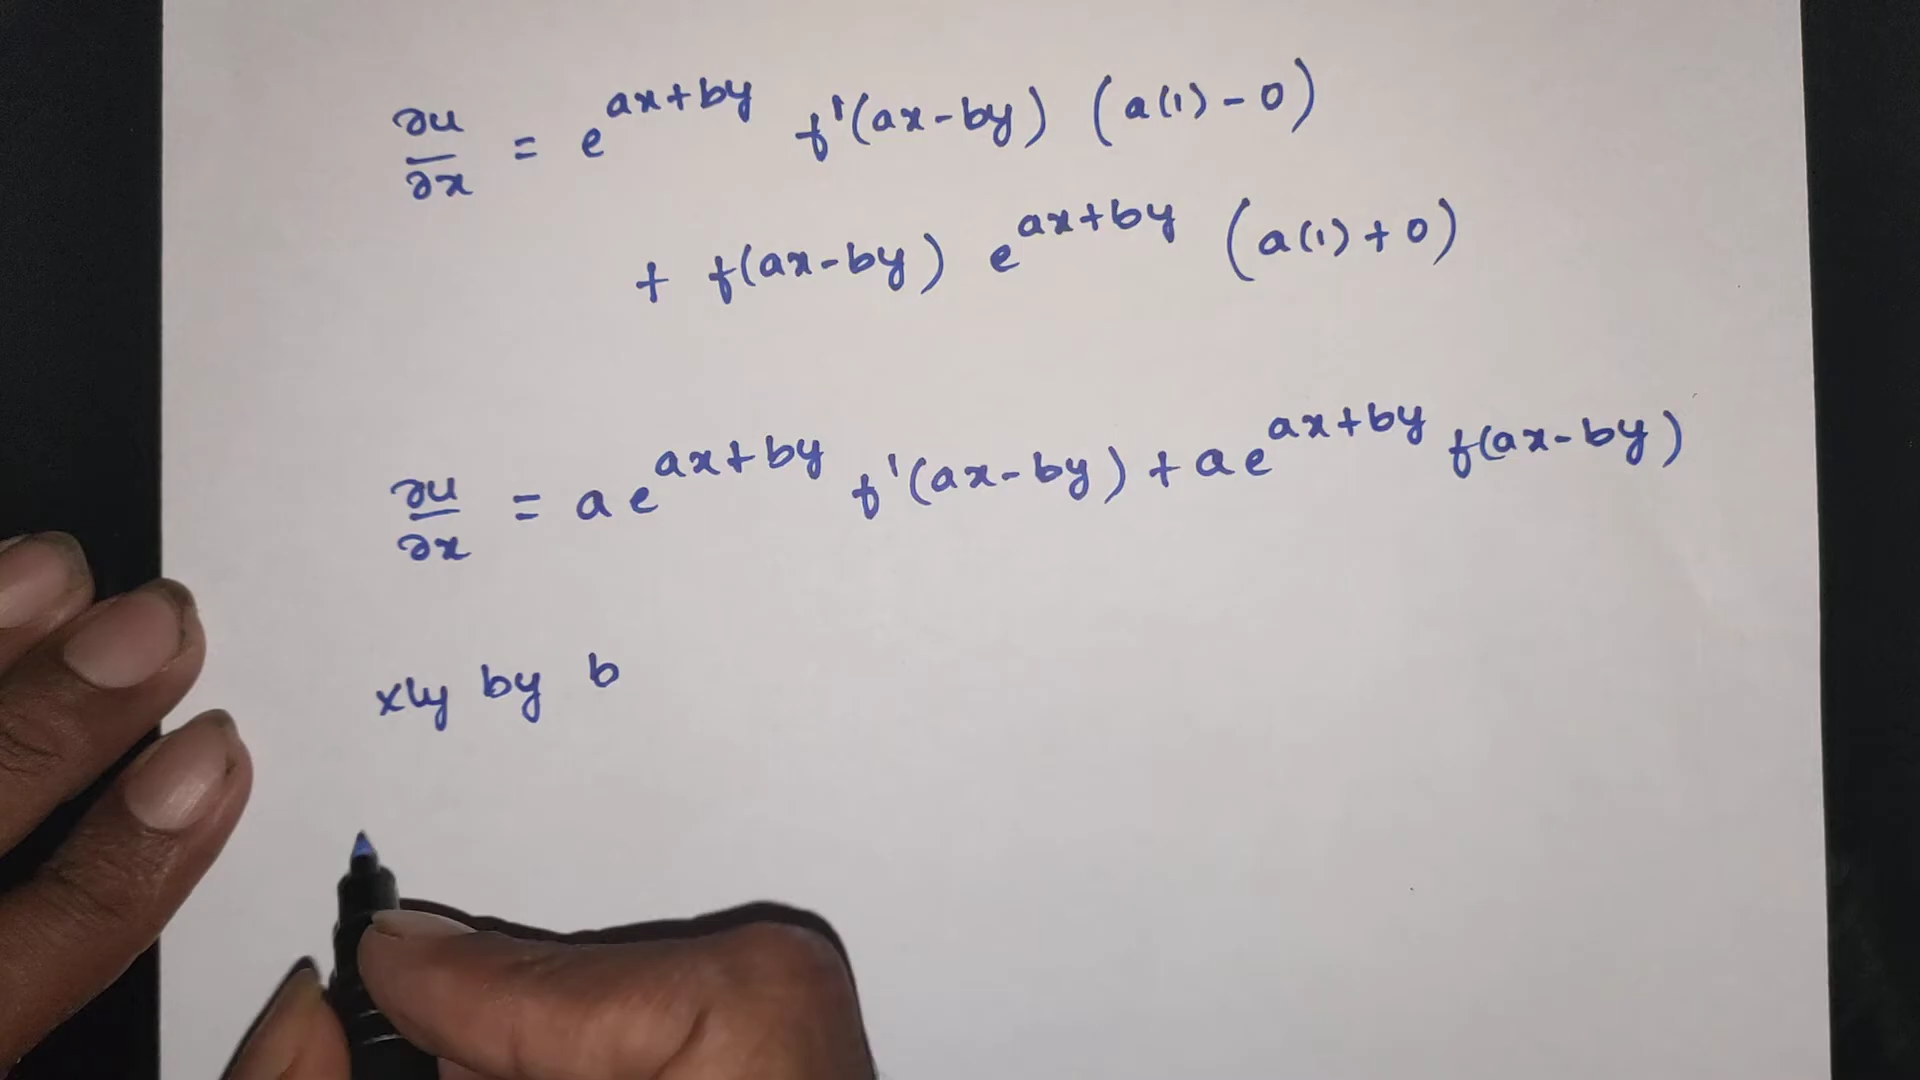 ∂u/∂x = e^{ax+by} f'(ax-by) (a(1)-0)
+ f(ax-by) e^{ax+by} (a(1)+0)
∂u/∂x = a e^{ax+by} f'(ax-by) + a e^{ax+by} f(ax-by)
xly by b